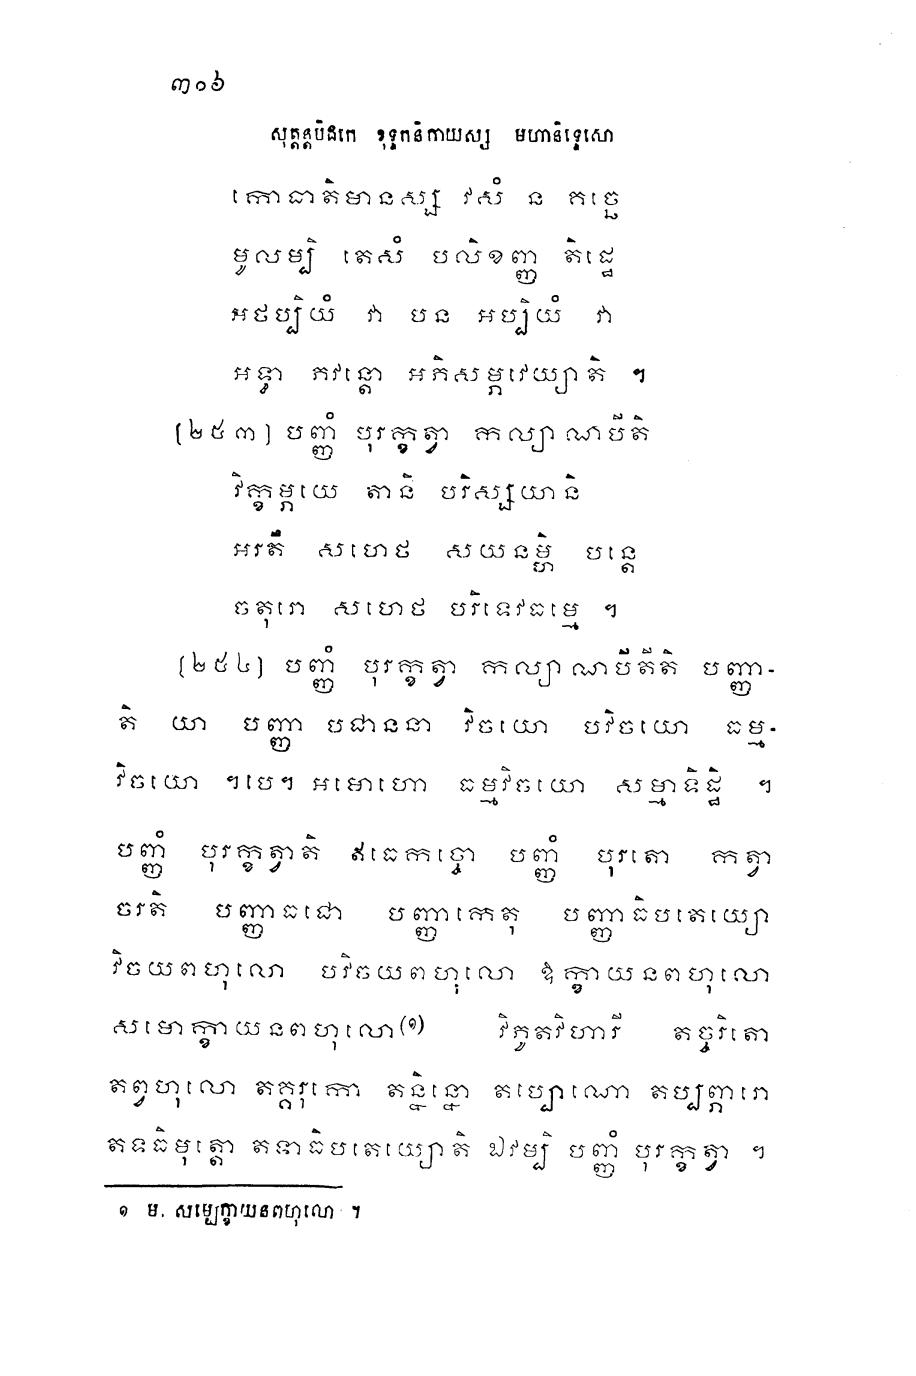 ៣០៦
សុត្តន្តបិដកេ ខុទ្ទកនិកាយស្ស មហានិទ្ទេសោ
កោធាតិមានស្ស វសំ ន គច្ឆេ
មូលម្បិ តេសំ បលិខញ្ញ តិដ្ឋេ
អថប្បិយំ វា បន អប្បិយំ វា
អទ្ធា ភវន្តោ អភិសម្ភវេយ្យាតិ ។
[២៥៣] បញ្ញំ បុរក្ខត្វា កល្យាណបីតិ
វិក្ខម្ភយេ តានិ បរិស្សយានិ
អរតឹ សហេថ សយនម្ហិ បន្តេ
ចតុរោ សហេថ បរិទេវធម្មេ ។
[២៥៤] បញ្ញំ បុរក្ខត្វា កល្យាណបីតីតិ បញ្ញា-
តិ យា បញ្ញា បជាននា វិចយោ បវិចយោ ធម្ម-
វិចយោ ។បេ។ អមោហោ ធម្មវិចយោ សម្មាទិដ្ឋិ ។
បញ្ញំ បុរក្ខត្វាតិ ឥធេកច្ចោ បញ្ញំ បុរតោ កត្វា
ចរតិ បញ្ញាធជោ បញ្ញាកេតុ បញ្ញាធិបតេយ្យោ
វិចយពហុលោ បវិចយពហុលោ ឱក្ខាយនពហុលោ
សមោក្ខាយនពហុលោ(១) វិភូតវិហារី តច្ចរិតោ
តព្វហុលោ តគ្គរុកោ តន្និន្នោ តប្បោណោ តប្បញ្ភារោ
តទធិមុត្តោ តទាធិបតេយ្យោតិ ឯវម្បិ បញ្ញំ បុរក្ខត្វា ។
១ ម. សម្បេក្ខាយនពហុលោ ។